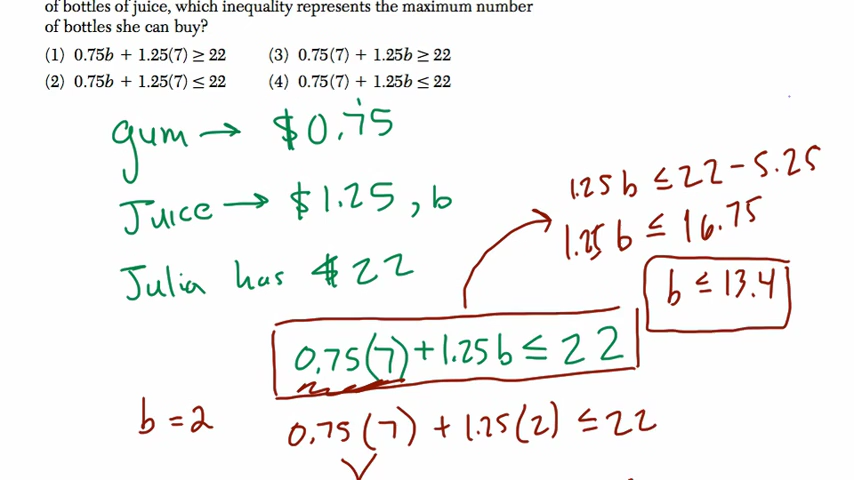 of bottles of juice, which inequality represents the maximum number
of bottles she can buy?
(1) 0.75b + 1.25(7) ≥ 22 (3) 0.75(7) + 1.25b ≥ 22
(2) 0.75b + 1.25(7) ≤ 22 (4) 0.75(7) + 1.25b ≤ 22
gum → $0.75
Juice → $1.25, b
Julia has $22
1.25b ≤ 22 - 5.25
1.25b ≤ 16.75
b ≤ 13.4
0.75(7) + 1.25b ≤ 22
b = 2 0.75(7) + 1.25(2) ≤ 22